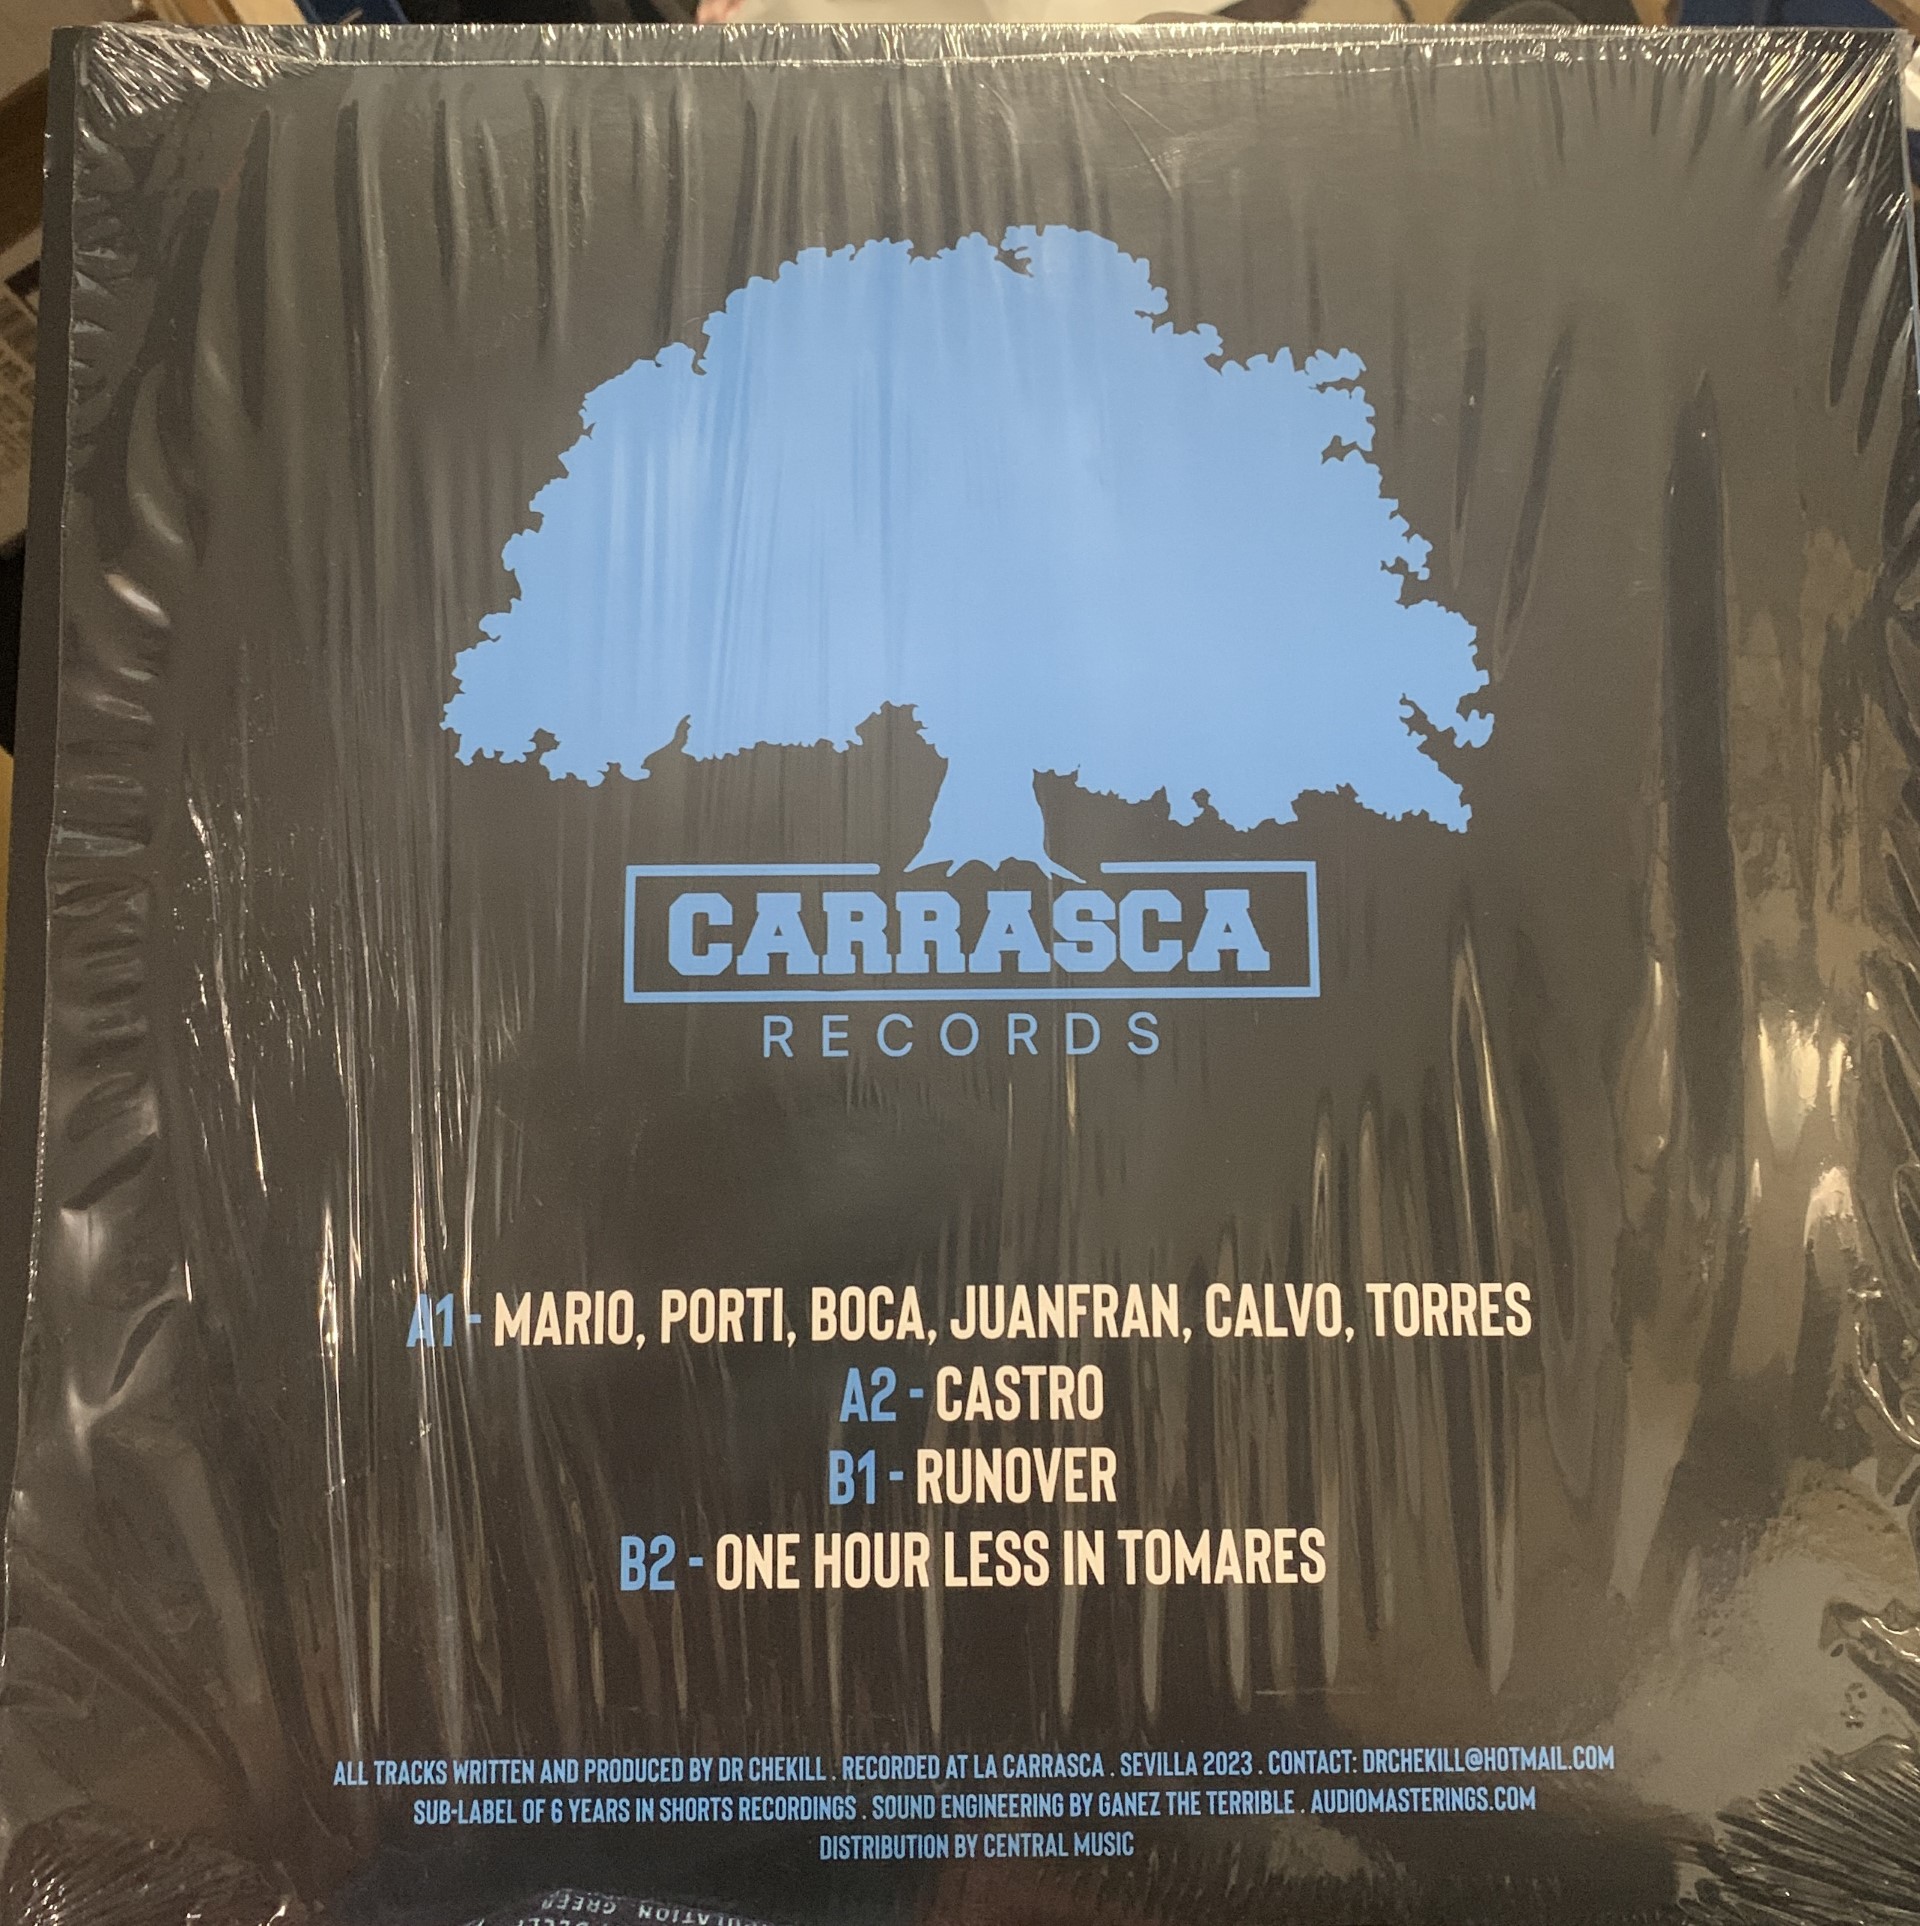 CARRASCA
RECORDS
A1 - MARIO, PORTI, BOCA, JUANFRAN, CALVO, TORRES
A2 - CASTRO
B1 - RUNOVER
B2 - ONE HOUR LESS IN TOMARES
ALL TRACKS WRITTEN AND PRODUCED BY DR CHEKILL . RECORDED AT LA CARRASCA . SEVILLA 2023 . CONTACT: DRCHEKILL@HOTMAIL.COM
SUB-LABEL OF 6 YEARS IN SHORTS RECORDINGS . SOUND ENGINEERING BY GANEZ THE TERRIBLE . AUDIOMASTERINGS.COM
DISTRIBUTION BY CENTRAL MUSIC